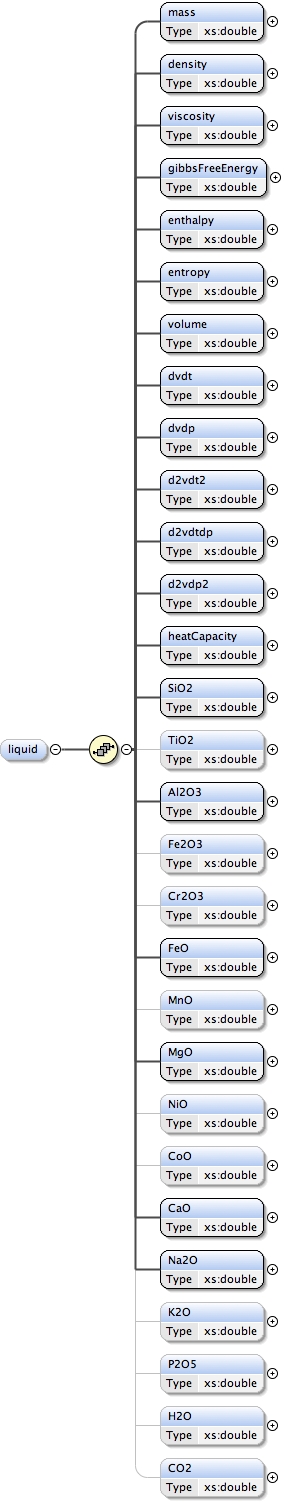 mass
Type xs:double
density
Type xs:double
viscosity
Type xs:double
gibbsFreeEnergy
Type xs:double
enthalpy
Type xs:double
entropy
Type xs:double
volume
Type xs:double
dvdt
Type xs:double
dvdp
Type xs:double
d2vdt2
Type xs:double
d2vdtdp
Type xs:double
d2vdp2
Type xs:double
heatCapacity
Type xs:double
SiO2
Type xs:double
liquid
TiO2
Type xs:double
Al2O3
Type xs:double
Fe2O3
Type xs:double
Cr2O3
Type xs:double
FeO
Type xs:double
MnO
Type xs:double
MgO
Type xs:double
NiO
Type xs:double
CoO
Type xs:double
CaO
Type xs:double
Na2O
Type xs:double
K2O
Type xs:double
P2O5
Type xs:double
H2O
Type xs:double
CO2
Type xs:double